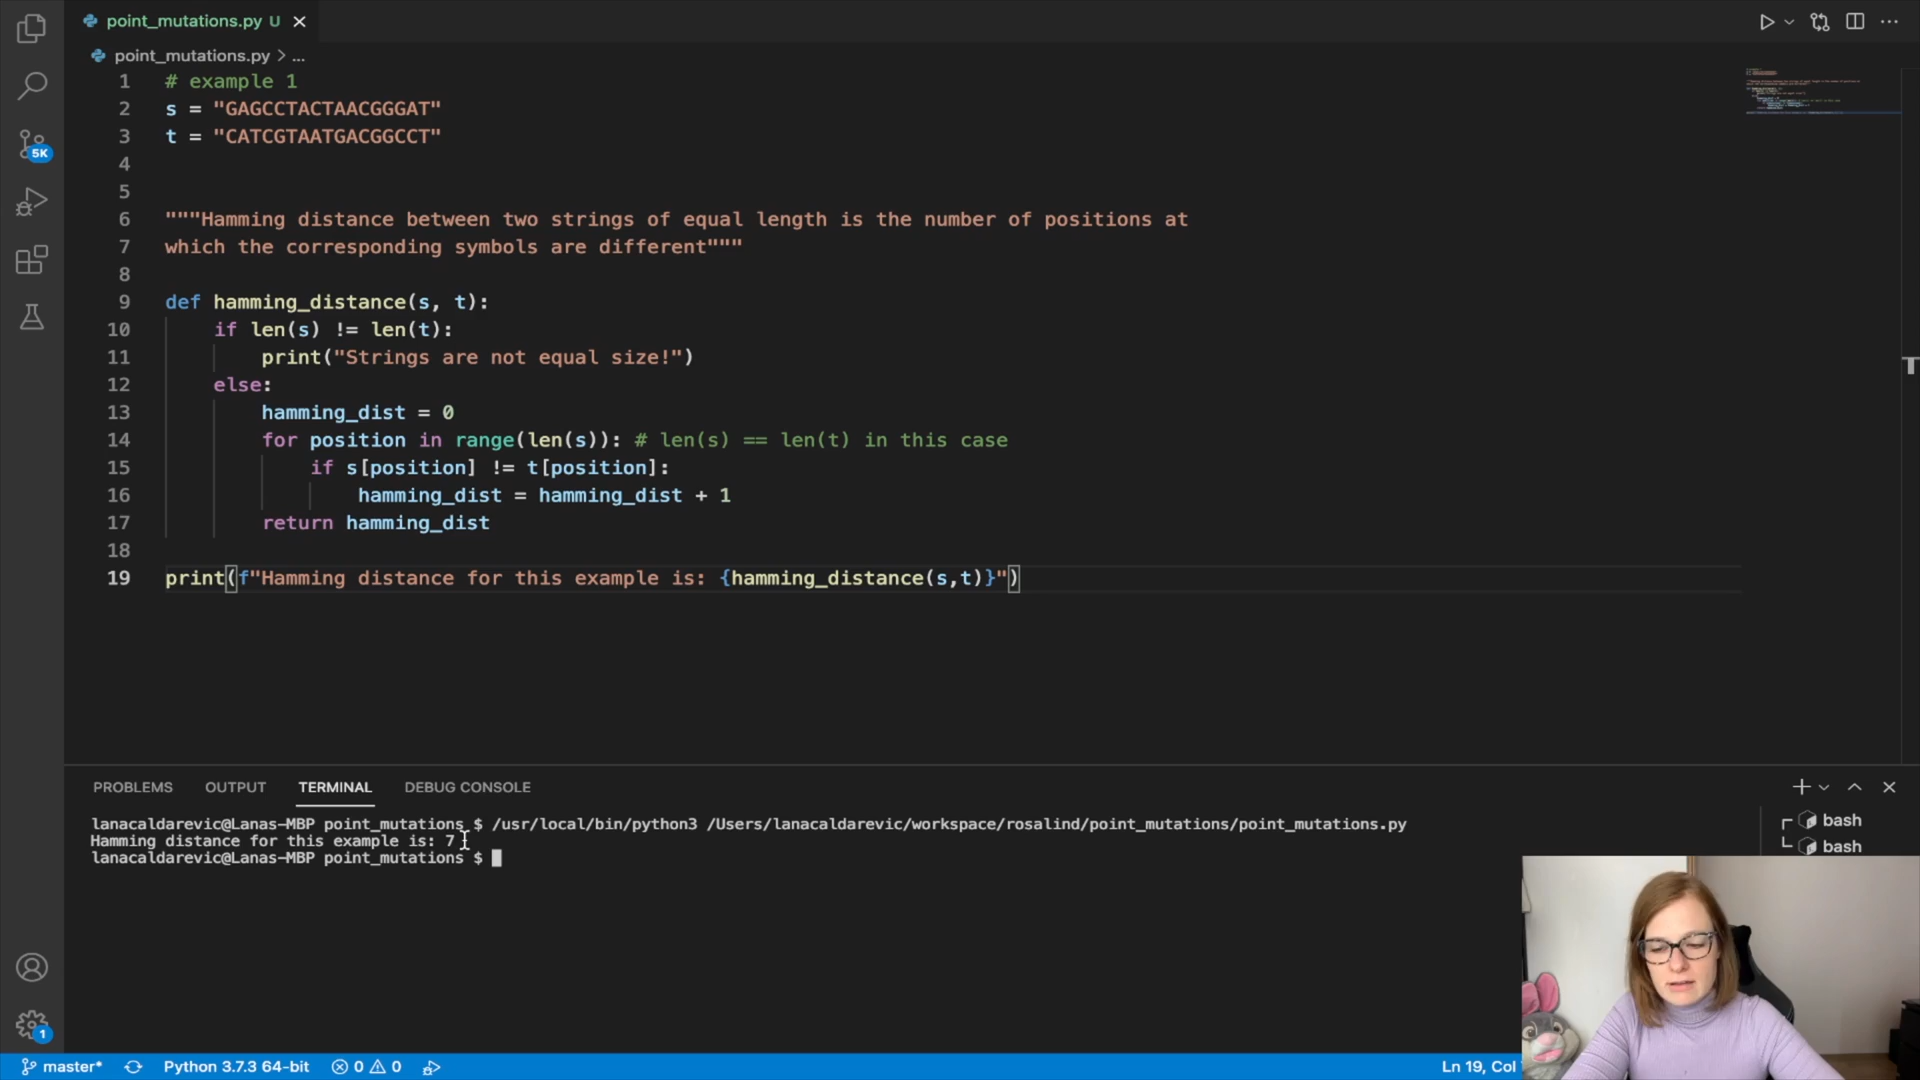 point_mutations.py U
point_mutations.py > ...
1 # example 1
2 s = "GAGCCTACTAACGGGAT"
3 t = "CATCGTAATGACGGCCT"
4
5
6 """Hamming distance between two strings of equal length is the number of positions at
7 which the corresponding symbols are different"""
8
9 def hamming_distance(s, t):
10 if len(s) != len(t):
11 print("Strings are not equal size!")
12 else:
13 hamming_dist = 0
14 for position in range(len(s)): # len(s) == len(t) in this case
15 if s[position] != t[position]:
16 hamming_dist = hamming_dist + 1
17 return hamming_dist
18
19 print(f"Hamming distance for this example is: {hamming_distance(s,t)}")
5K
PROBLEMS OUTPUT TERMINAL DEBUG CONSOLE
lanacaldarevic@Lanas-MBP point_mutations $ /usr/local/bin/python3 /Users/lanacaldarevic/workspace/rosalind/point_mutations/point_mutations.py
Hamming distance for this example is: 7
lanacaldarevic@Lanas-MBP point_mutations $
bash
bash
1
master* Python 3.7.3 64-bit 0 0 Ln 19, Col